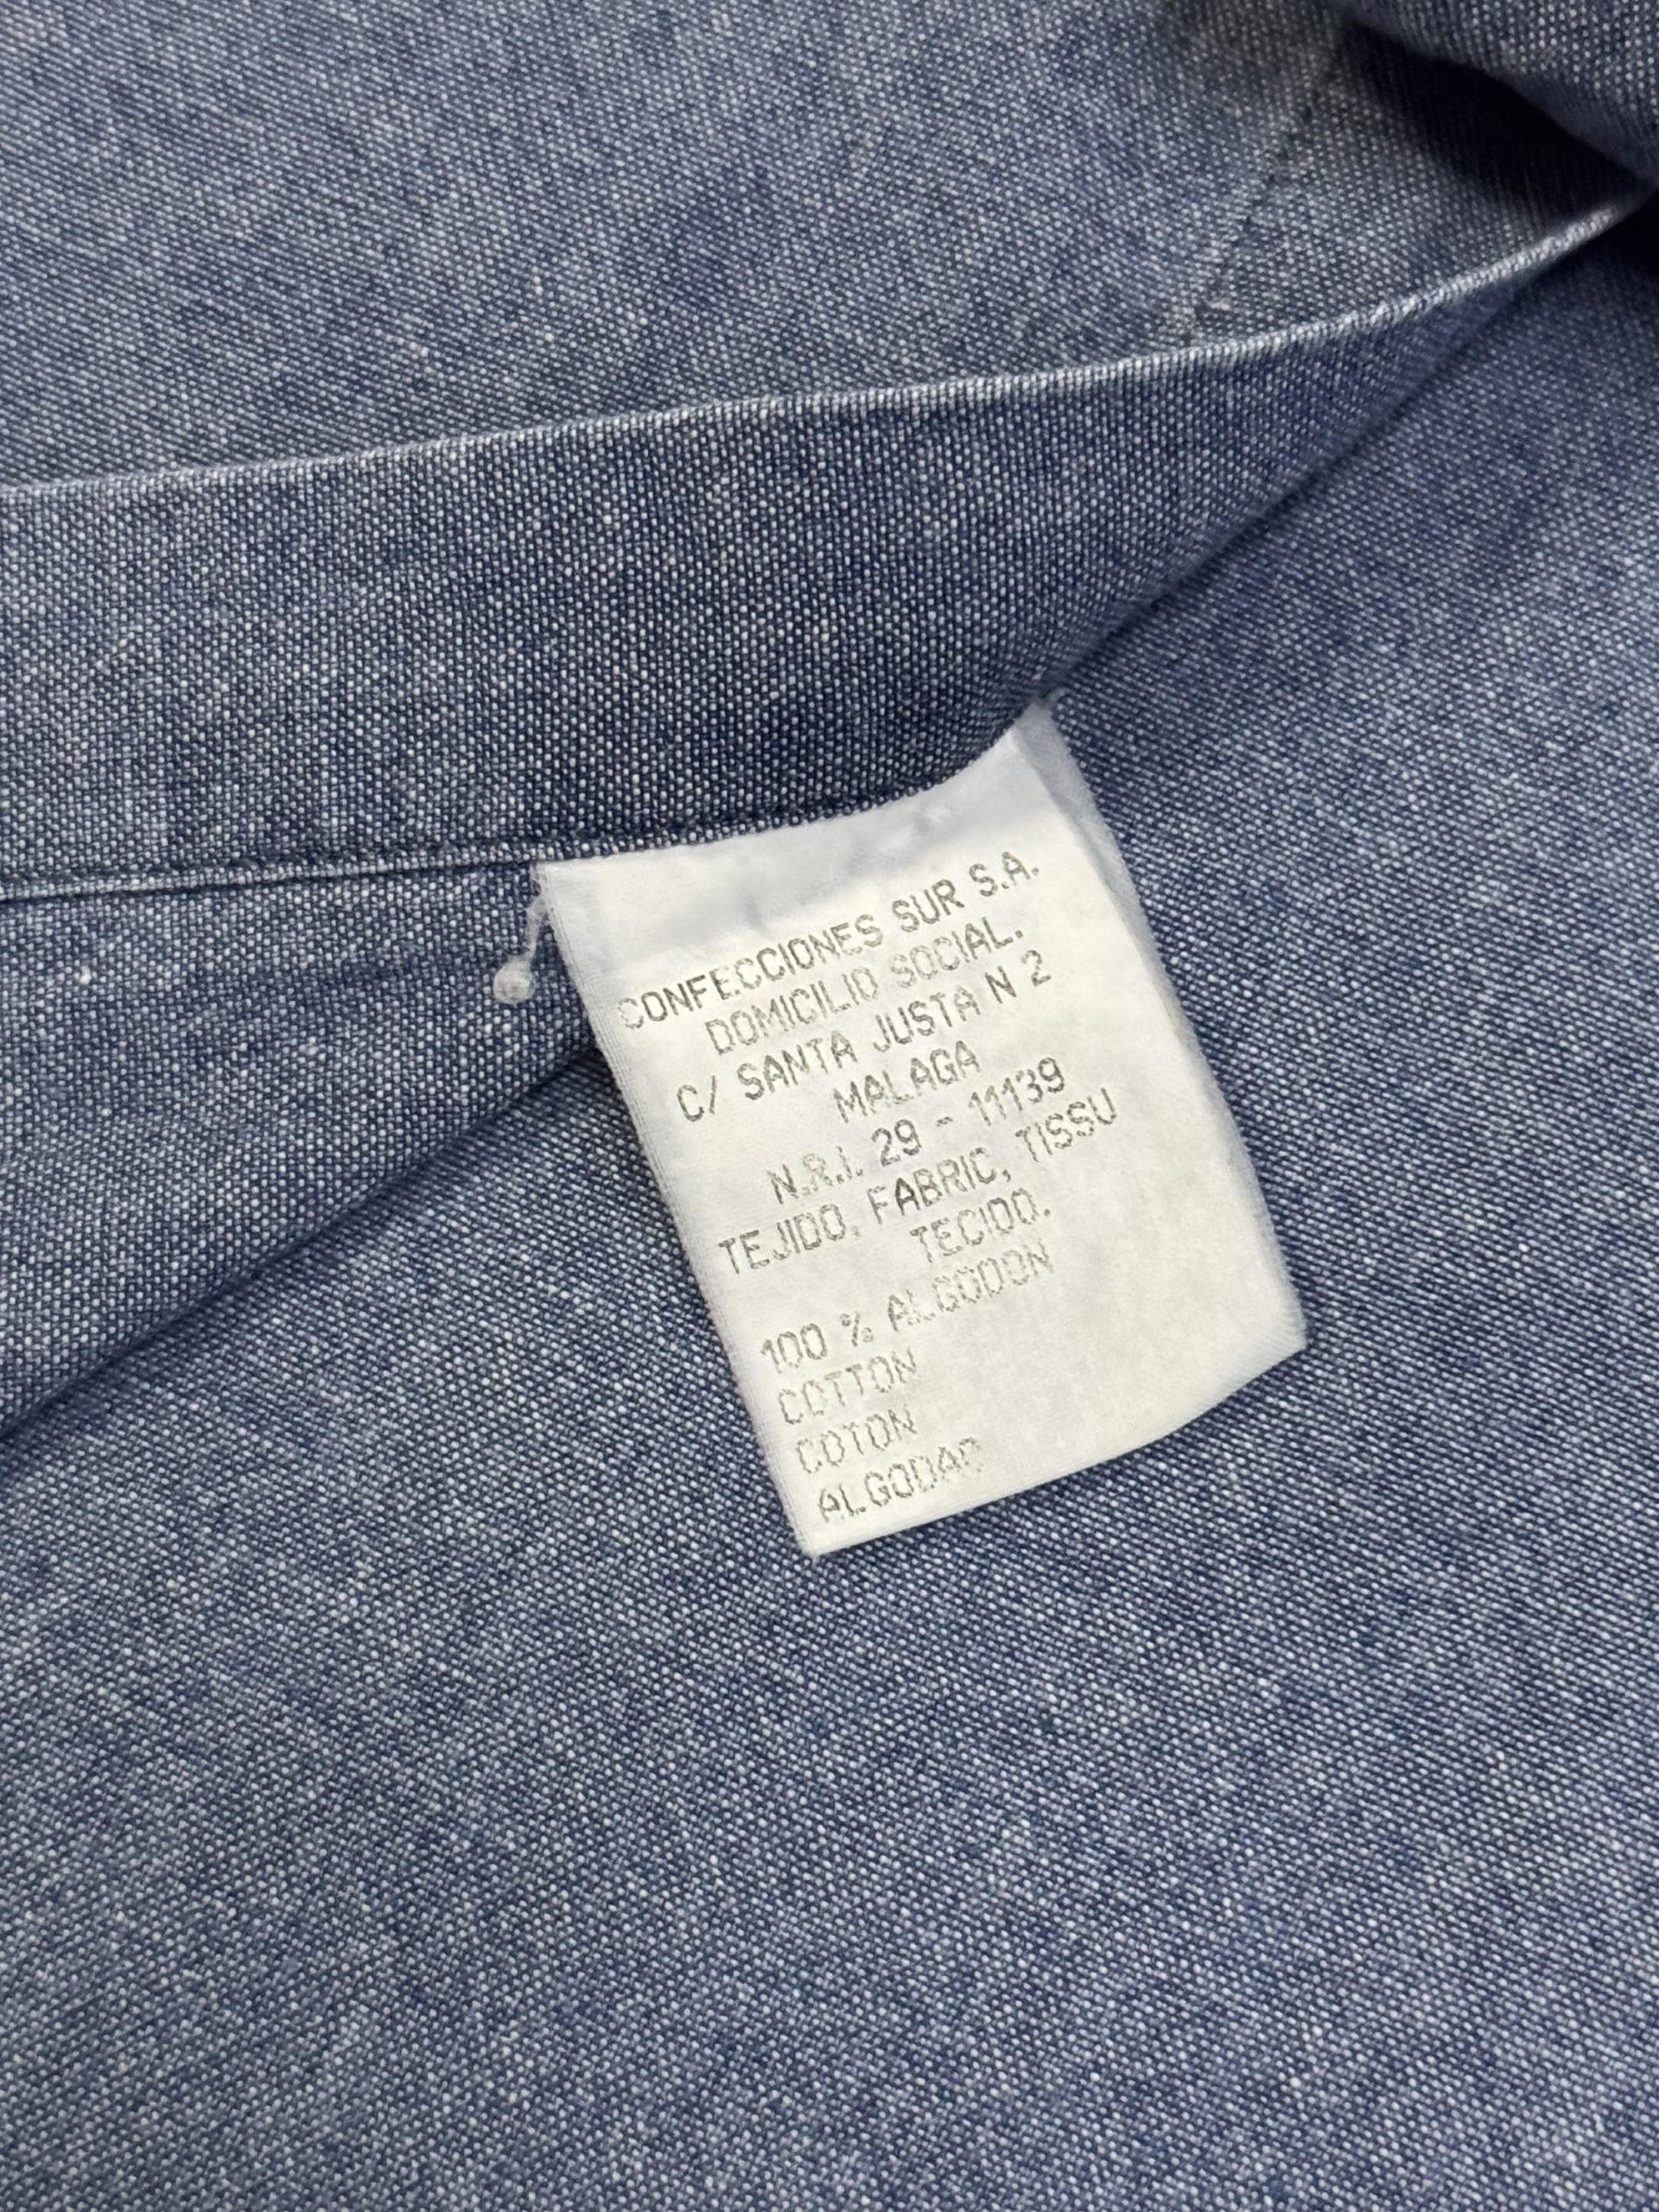 CONFECCIONES SUR S.A.
DOMICILIO SOCIAL.
C/ SANTA JUSTA N 2
MALAGA
N.R.I. 29 - 11139
TEJIDO, FABRIC, TISSU
TECIDO.
100 % ALGODON
COTTON
COTON
ALGODAO